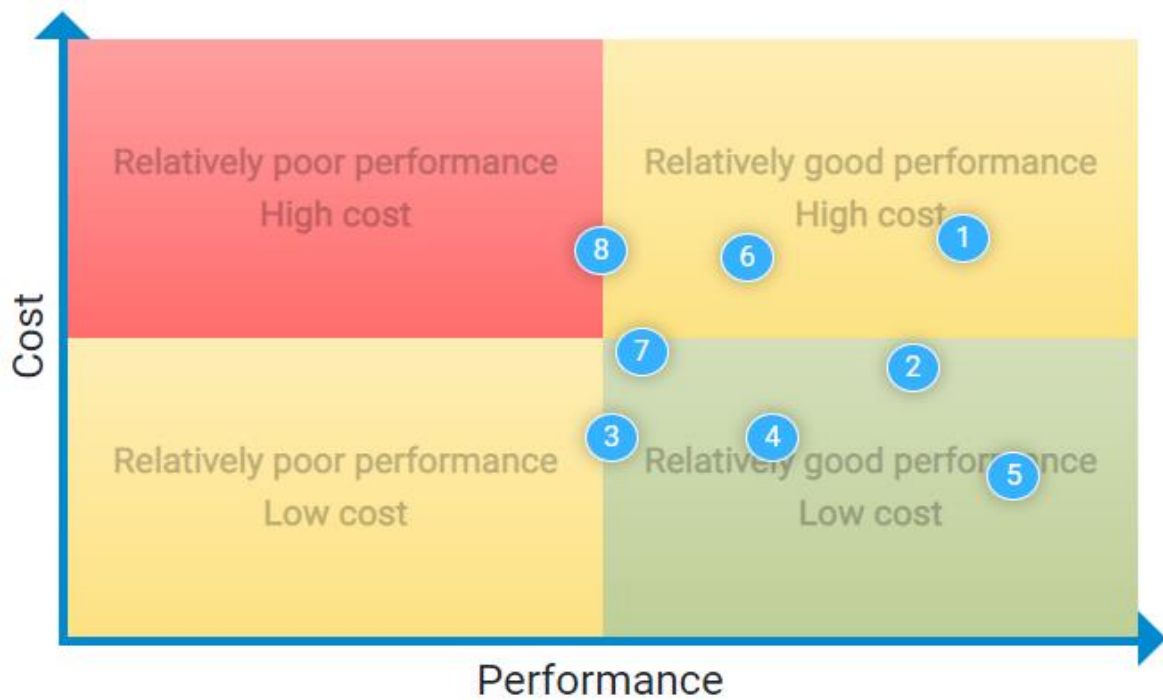 Relatively poor performance
High cost
Relatively good performance
High cost
8
6
1
Cost
7
2
3
4
5
Relatively poor performance
Low cost
Relatively good performance
Low cost
Performance